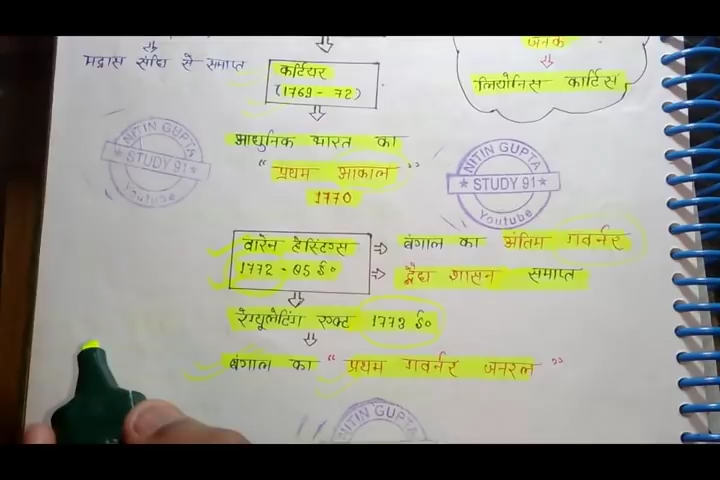 जनक
⇓
लियोनिस कार्टिस
मद्रास संधि से समाप्त
कर्टियर
(1769 - 72)
आधुनिक भारत का
"प्रथम अकाल"
1770
NITIN GUPTA
STUDY 91
Youtube
NITIN GUPTA
STUDY 91
Youtube
वारेन हेस्टिंग्स ⇒ बंगाल का अंतिम गवर्नर
1772 - 85 ई० ⇒ द्वैध शासन समाप्त
रेग्यूलेटिंग एक्ट 1773 ई०
बंगाल का "प्रथम गवर्नर जनरल"
NITIN GUPTA